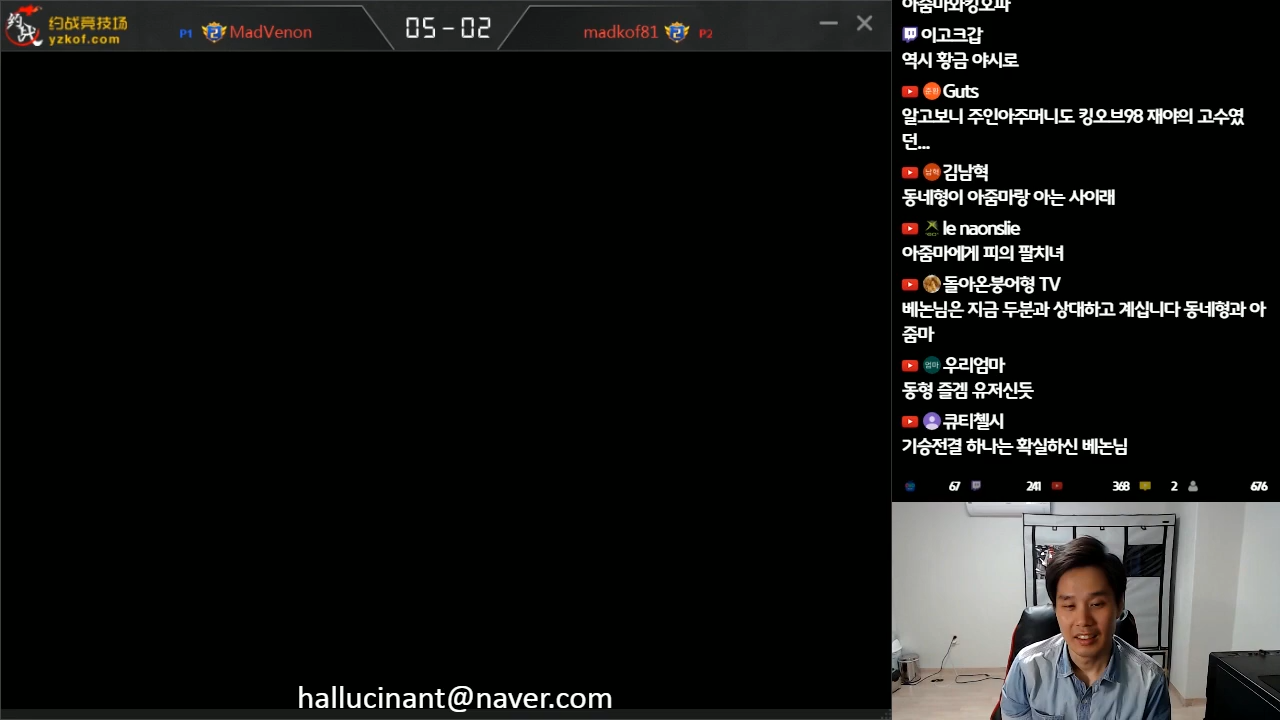 约战竞技场
yzkof.com
P1 2 MadVenon
05-02
madkof81 2 P2
아줌마와킹오파
이고크갑
역시 황금 야시로
Guts
알고보니 주인아주머니도 킹오브98 재야의 고수였
던...
김남혁
동네형이 아줌마랑 아는 사이래
le naonslie
아줌마에게 피의 팔치녀
돌아온붕어형 TV
베논님은 지금 두분과 상대하고 계십니다 동네형과 아
줌마
우리엄마
동형 즐겜 유저신듯
큐티첼시
기승전결 하나는 확실하신 베논님
67 241 368 2 676
hallucinant@naver.com